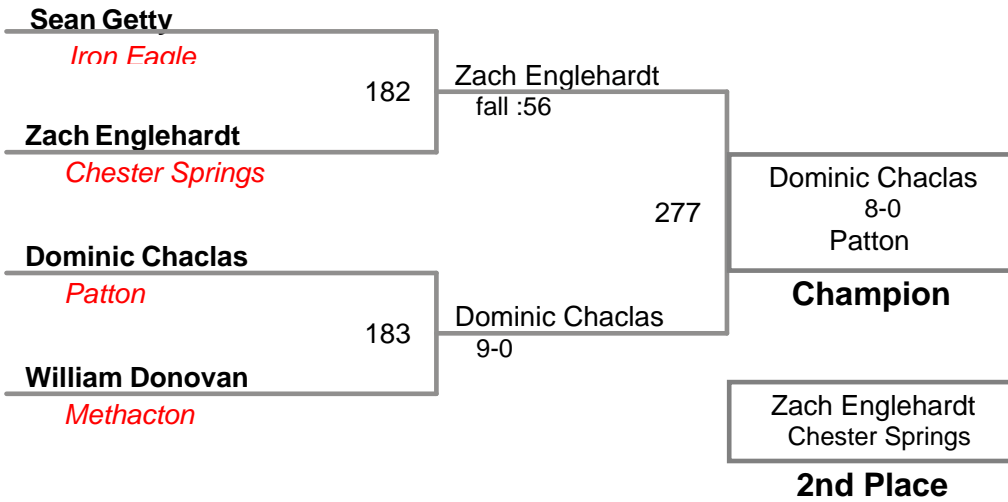 Sean Getty
Iron Eagle
182
Zach Englehardt
fall :56
Zach Englehardt
Chester Springs
277
Dominic Chaclas
8-0
Patton
Champion
Dominic Chaclas
Patton
183
Dominic Chaclas
9-0
William Donovan
Methacton
Zach Englehardt
Chester Springs
2nd Place